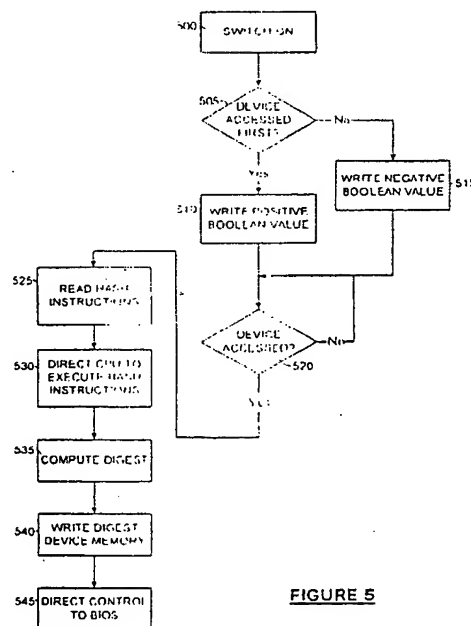 500
SWITCH ON
505
DEVICE
ACCESSED
FIRST?
No
Yes
510
WRITE POSITIVE
BOOLEAN VALUE
WRITE NEGATIVE
BOOLEAN VALUE
515
DEVICE
ACCESSED?
520
No
Yes
525
READ HASH
INSTRUCTIONS
530
DIRECT CPU TO
EXECUTE HASH
INSTRUCTIONS
535
COMPUTE DIGEST
540
WRITE DIGEST
DEVICE MEMORY
545
DIRECT CONTROL
TO BIOS
FIGURE 5